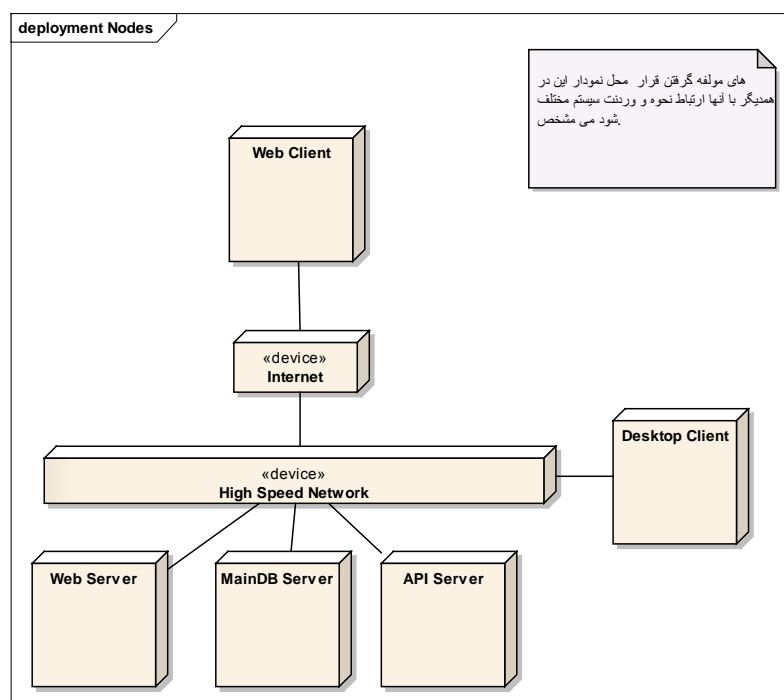 deployment Nodes
در این نمودار محل قرار گرفتن مولفه های
مختلف سیستم وردنت و نحوه ارتباط آنها با همدیگر
مشخص می شود.
Web Client
«device»
Internet
Desktop Client
«device»
High Speed Network
Web Server
MainDB Server
API Server